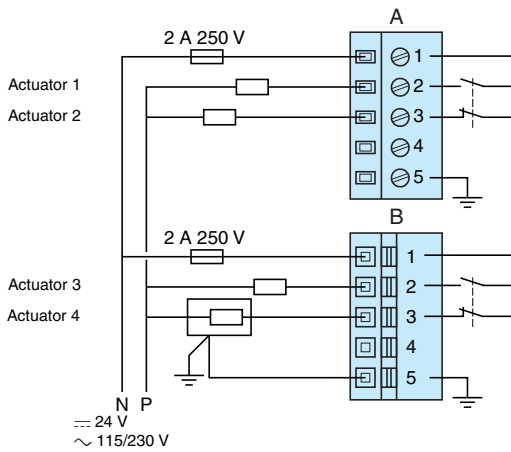 A
2 A 250 V
1
Actuator 1
2
Actuator 2
3
4
5
B
2 A 250 V
1
Actuator 3
2
Actuator 4
3
4
5
N P
24 V
115/230 V